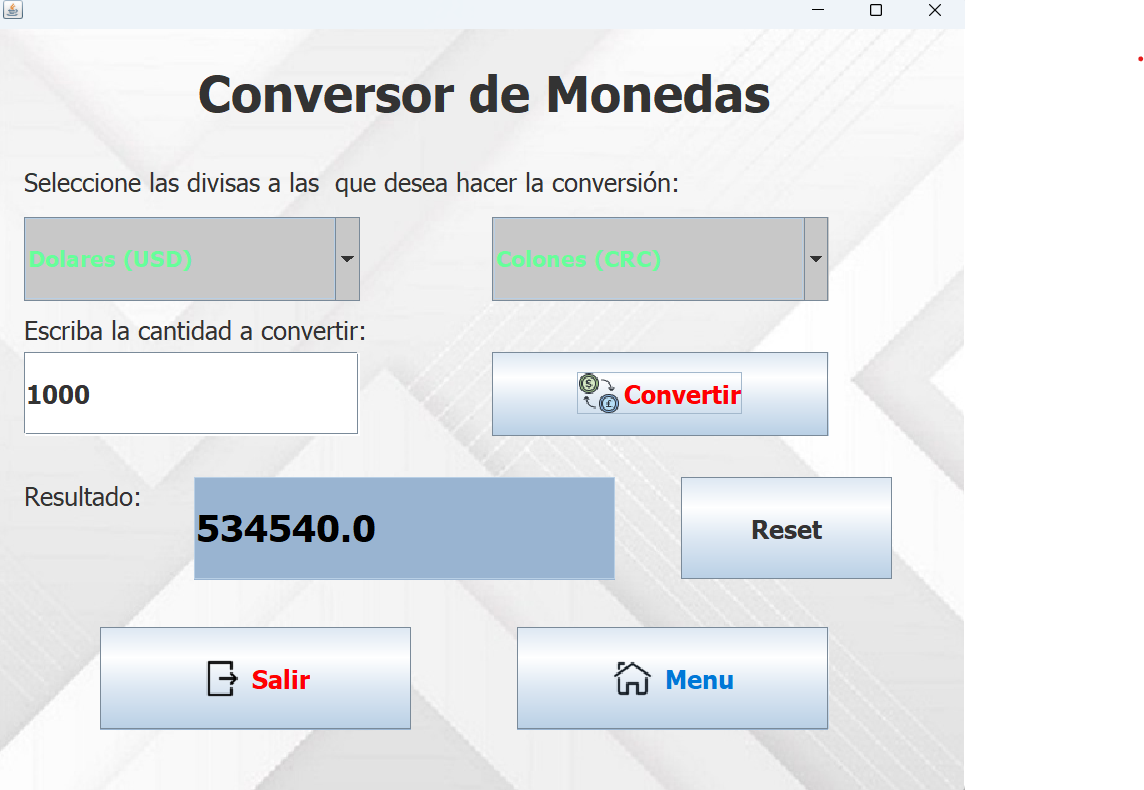 Conversor de Monedas
Seleccione las divisas a las  que desea hacer la conversión:
Dolares (USD)
Colones (CRC)
Escriba la cantidad a convertir:
1000
Convertir
Resultado:
534540.0
Reset
Salir
Menu